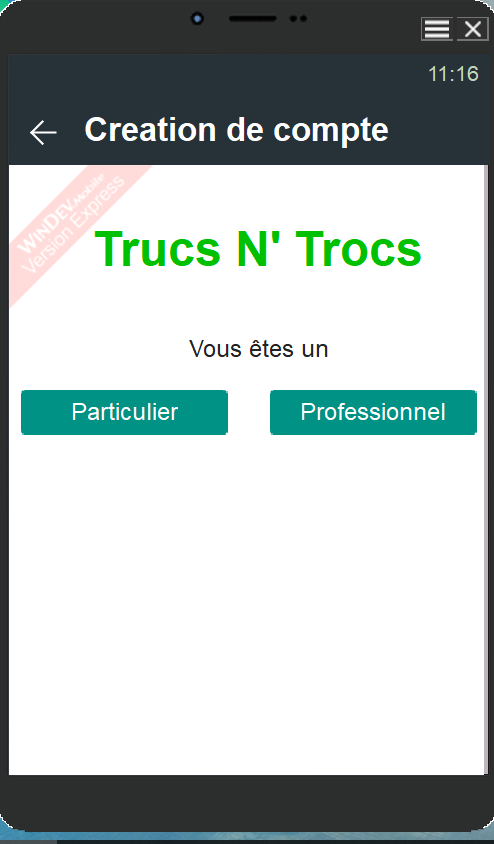 11:16
Creation de compte
WINDEV Mobile
Version Express
Trucs N' Trocs
Vous êtes un
Particulier
Professionnel